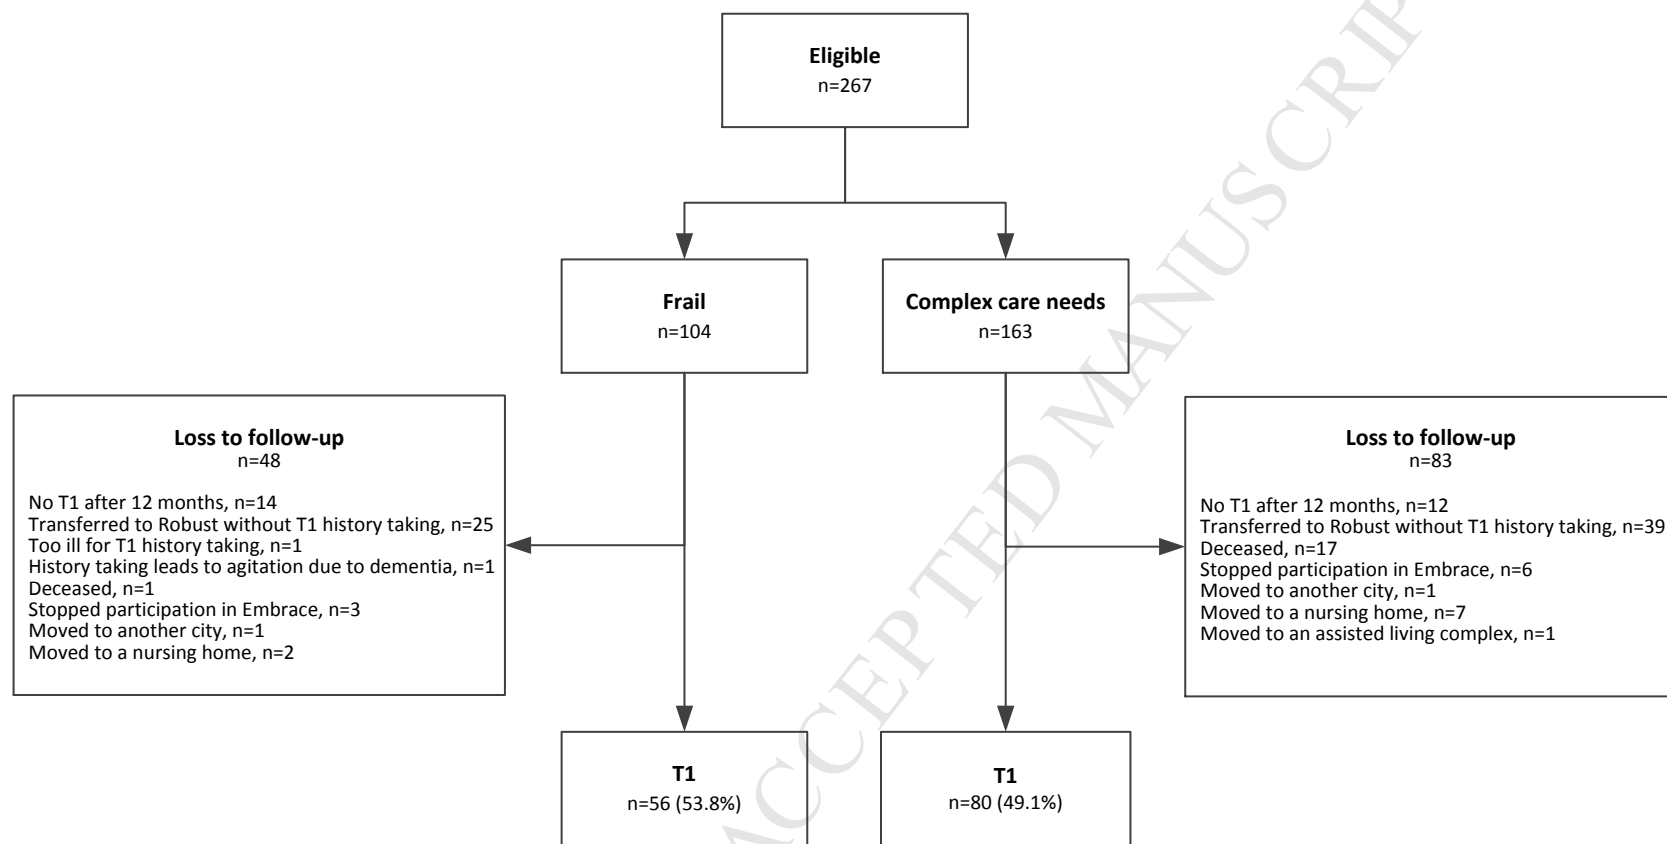 Eligible
n=267
Frail
n=104
Complex care needs
n=163
Loss to follow-up
n=48
No T1 after 12 months, n=14
Transferred to Robust without T1 history taking, n=25
Too ill for T1 history taking, n=1
History taking leads to agitation due to dementia, n=1
Deceased, n=1
Stopped participation in Embrace, n=3
Moved to another city, n=1
Moved to a nursing home, n=2
Loss to follow-up
n=83
No T1 after 12 months, n=12
Transferred to Robust without T1 history taking, n=39
Deceased, n=17
Stopped participation in Embrace, n=6
Moved to another city, n=1
Moved to a nursing home, n=7
Moved to an assisted living complex, n=1
T1
n=56 (53.8%)
T1
n=80 (49.1%)
ACCEPTED MANUSCRIP